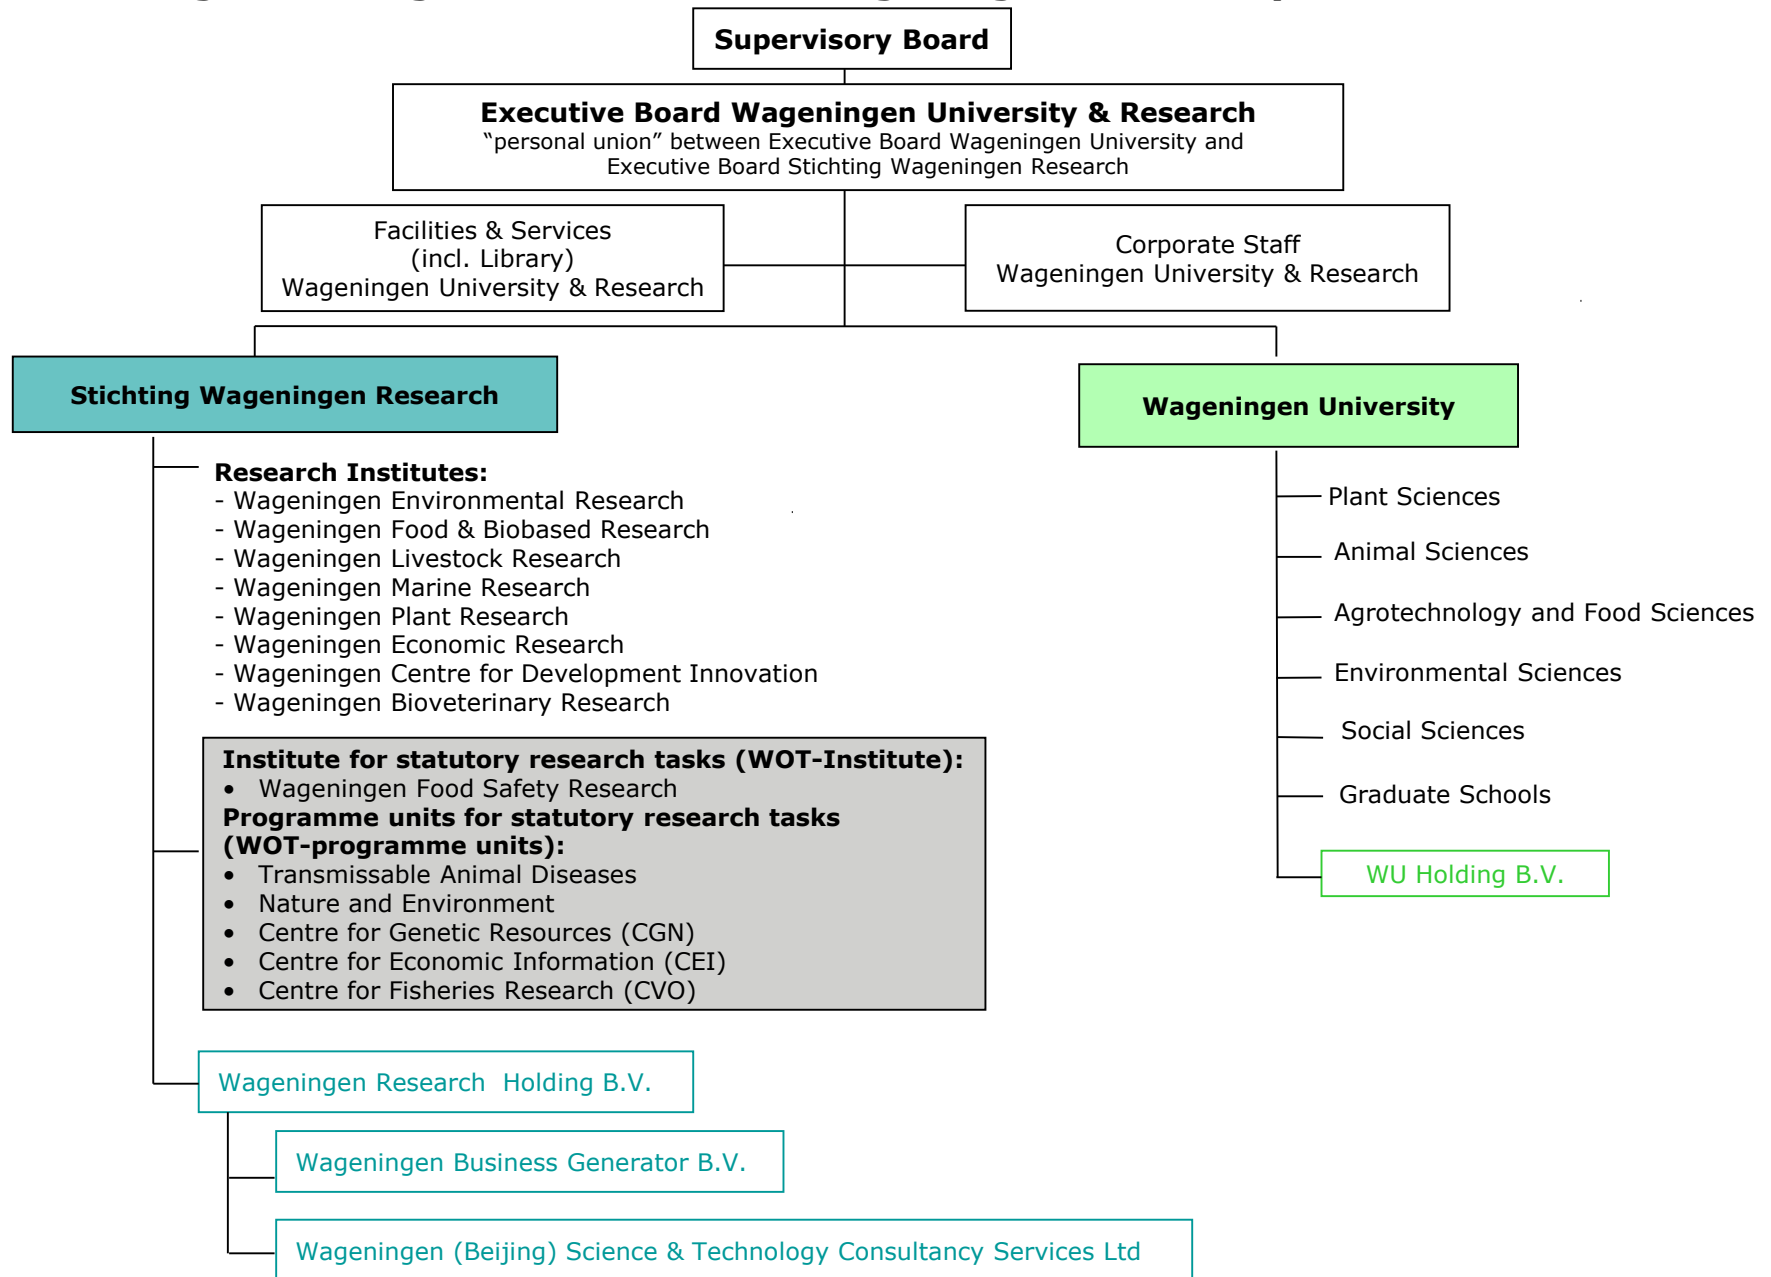 Supervisory Board
Executive Board Wageningen University & Research
“personal union” between Executive Board Wageningen University and
Executive Board Stichting Wageningen Research
Facilities & Services
(incl. Library)
Wageningen University & Research
Corporate Staff
Wageningen University & Research
Stichting Wageningen Research
Wageningen University
Research Institutes:
- Wageningen Environmental Research
- Wageningen Food & Biobased Research
- Wageningen Livestock Research
- Wageningen Marine Research
- Wageningen Plant Research
- Wageningen Economic Research
- Wageningen Centre for Development Innovation
- Wageningen Bioveterinary Research
Institute for statutory research tasks (WOT-Institute):
• Wageningen Food Safety Research
Programme units for statutory research tasks
(WOT-programme units):
• Transmissable Animal Diseases
• Nature and Environment
• Centre for Genetic Resources (CGN)
• Centre for Economic Information (CEI)
• Centre for Fisheries Research (CVO)
Wageningen Research Holding B.V.
Wageningen Business Generator B.V.
Wageningen (Beijing) Science & Technology Consultancy Services Ltd
Plant Sciences
Animal Sciences
Agrotechnology and Food Sciences
Environmental Sciences
Social Sciences
Graduate Schools
WU Holding B.V.